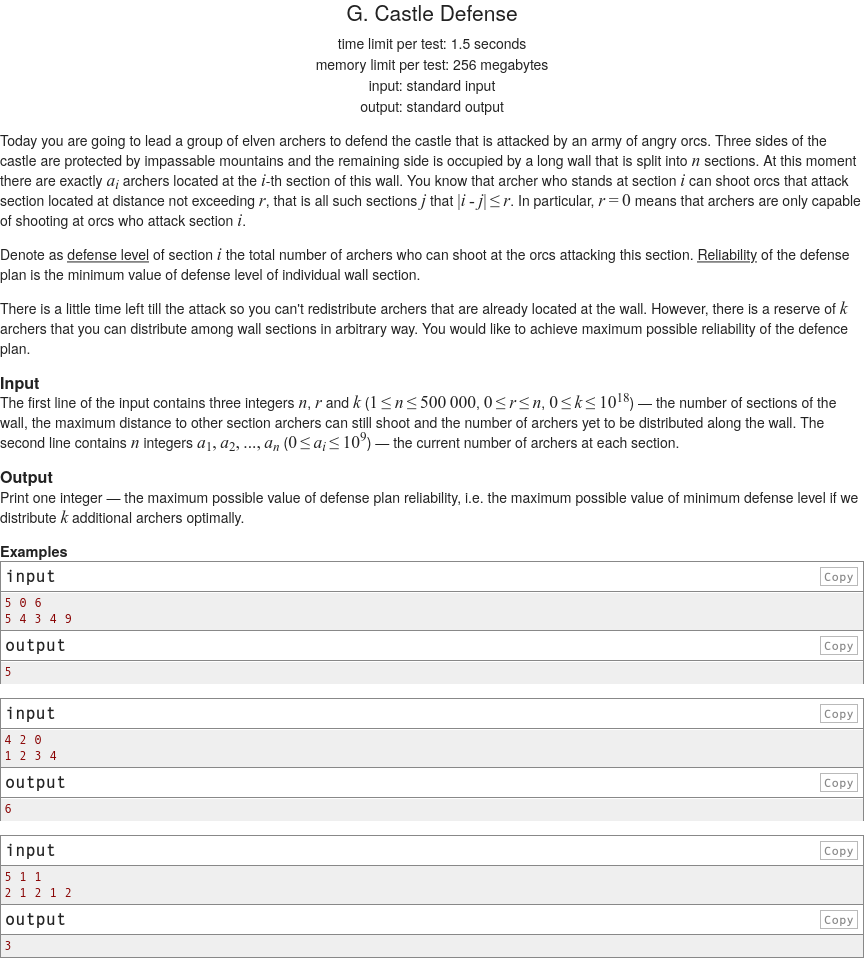 G. Castle Defense
time limit per test: 1.5 seconds
memory limit per test: 256 megabytes
input: standard input
output: standard output
Today you are going to lead a group of elven archers to defend the castle that is attacked by an army of angry orcs. Three sides of the
castle are protected by impassable mountains and the remaining side is occupied by a long wall that is split into n sections. At this moment
there are exactly a_i archers located at the i-th section of this wall. You know that archer who stands at section i can shoot orcs that attack
section located at distance not exceeding r, that is all such sections j that |i - j| ≤ r. In particular, r = 0 means that archers are only capable
of shooting at orcs who attack section i.
Denote as defense level of section i the total number of archers who can shoot at the orcs attacking this section. Reliability of the defense
plan is the minimum value of defense level of individual wall section.
There is a little time left till the attack so you can't redistribute archers that are already located at the wall. However, there is a reserve of k
archers that you can distribute among wall sections in arbitrary way. You would like to achieve maximum possible reliability of the defence
plan.
Input
The first line of the input contains three integers n, r and k (1 ≤ n ≤ 500 000, 0 ≤ r ≤ n, 0 ≤ k ≤ 10^18) — the number of sections of the
wall, the maximum distance to other section archers can still shoot and the number of archers yet to be distributed along the wall. The
second line contains n integers a_1, a_2, ..., a_n (0 ≤ a_i ≤ 10^9) — the current number of archers at each section.
Output
Print one integer — the maximum possible value of defense plan reliability, i.e. the maximum possible value of minimum defense level if we
distribute k additional archers optimally.
Examples
input Copy
5 0 6
5 4 3 4 9
output Copy
5
input Copy
4 2 0
1 2 3 4
output Copy
6
input Copy
5 1 1
2 1 2 1 2
output Copy
3